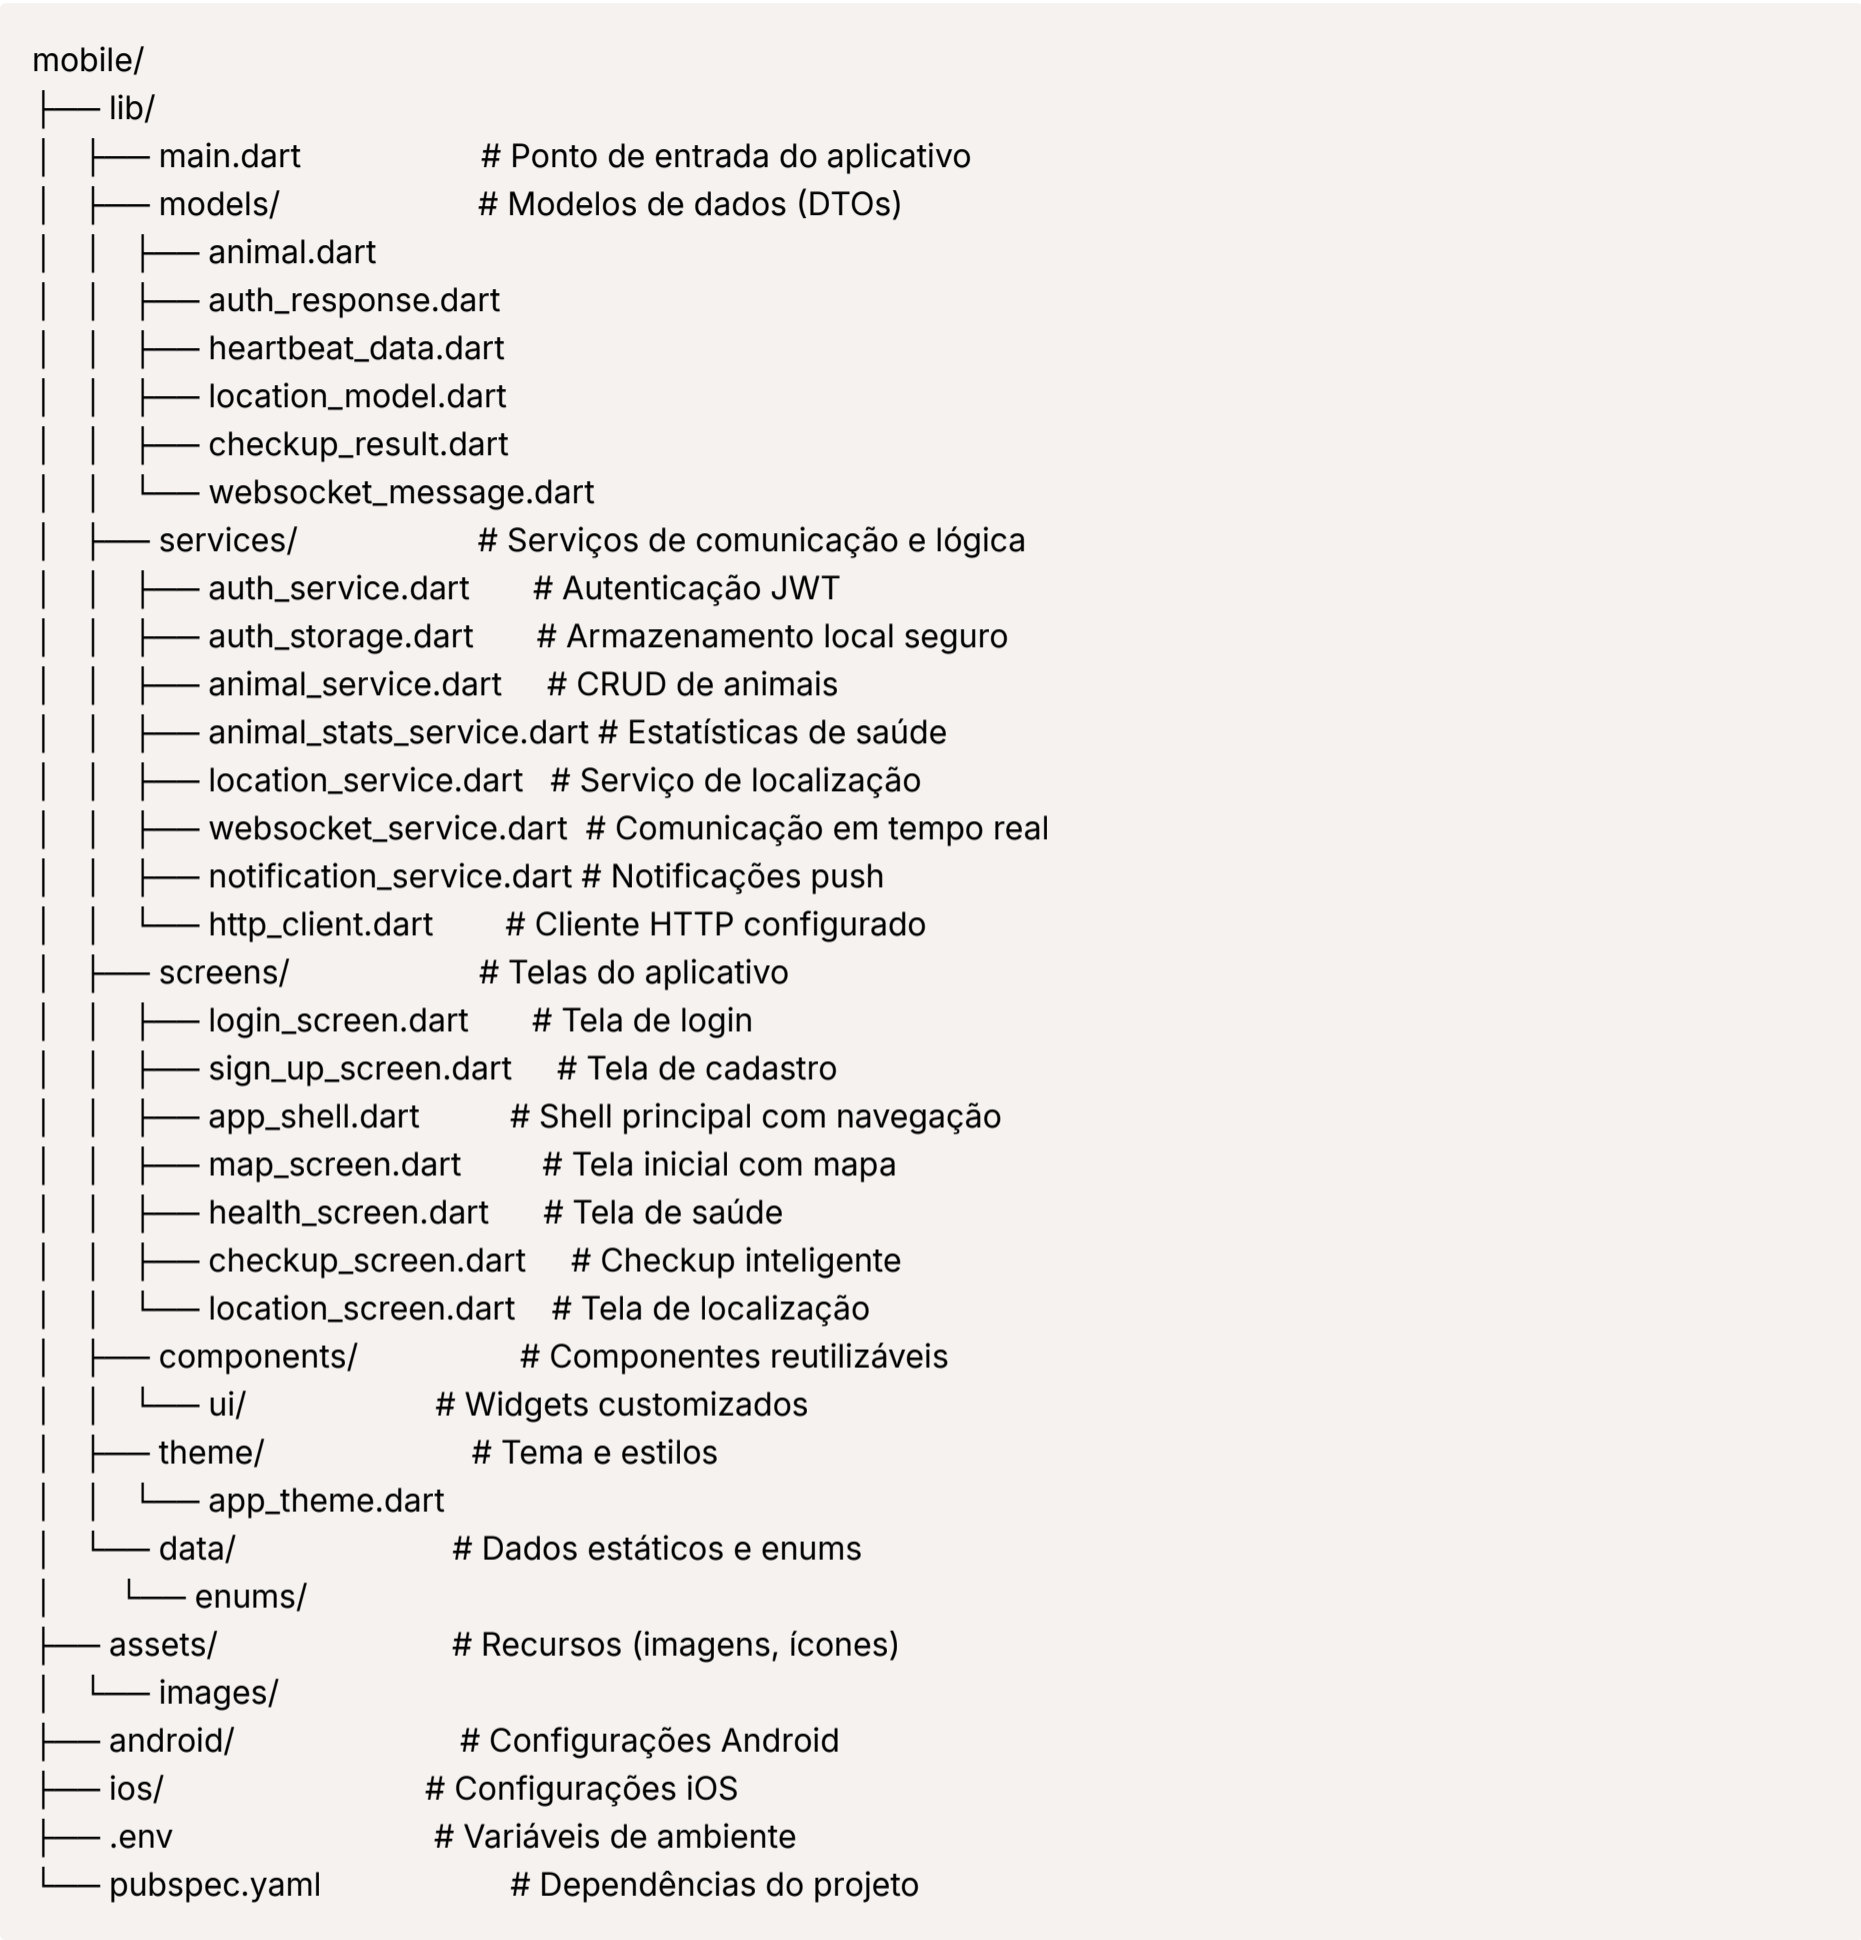 mobile/
├── lib/
│   ├── main.dart                    # Ponto de entrada do aplicativo
│   ├── models/                      # Modelos de dados (DTOs)
│   │   ├── animal.dart
│   │   ├── auth_response.dart
│   │   ├── heartbeat_data.dart
│   │   ├── location_model.dart
│   │   ├── checkup_result.dart
│   │   └── websocket_message.dart
│   ├── services/                    # Serviços de comunicação e lógica
│   │   ├── auth_service.dart       # Autenticação JWT
│   │   ├── auth_storage.dart       # Armazenamento local seguro
│   │   ├── animal_service.dart     # CRUD de animais
│   │   ├── animal_stats_service.dart # Estatísticas de saúde
│   │   ├── location_service.dart   # Serviço de localização
│   │   ├── websocket_service.dart  # Comunicação em tempo real
│   │   ├── notification_service.dart # Notificações push
│   │   └── http_client.dart        # Cliente HTTP configurado
│   ├── screens/                     # Telas do aplicativo
│   │   ├── login_screen.dart       # Tela de login
│   │   ├── sign_up_screen.dart     # Tela de cadastro
│   │   ├── app_shell.dart          # Shell principal com navegação
│   │   ├── map_screen.dart         # Tela inicial com mapa
│   │   ├── health_screen.dart      # Tela de saúde
│   │   ├── checkup_screen.dart     # Checkup inteligente
│   │   └── location_screen.dart    # Tela de localização
│   ├── components/                  # Componentes reutilizáveis
│   │   └── ui/                     # Widgets customizados
│   ├── theme/                       # Tema e estilos
│   │   └── app_theme.dart
│   └── data/                        # Dados estáticos e enums
│       └── enums/
├── assets/                          # Recursos (imagens, ícones)
│   └── images/
├── android/                         # Configurações Android
├── ios/                             # Configurações iOS
├── .env                             # Variáveis de ambiente
└── pubspec.yaml                     # Dependências do projeto